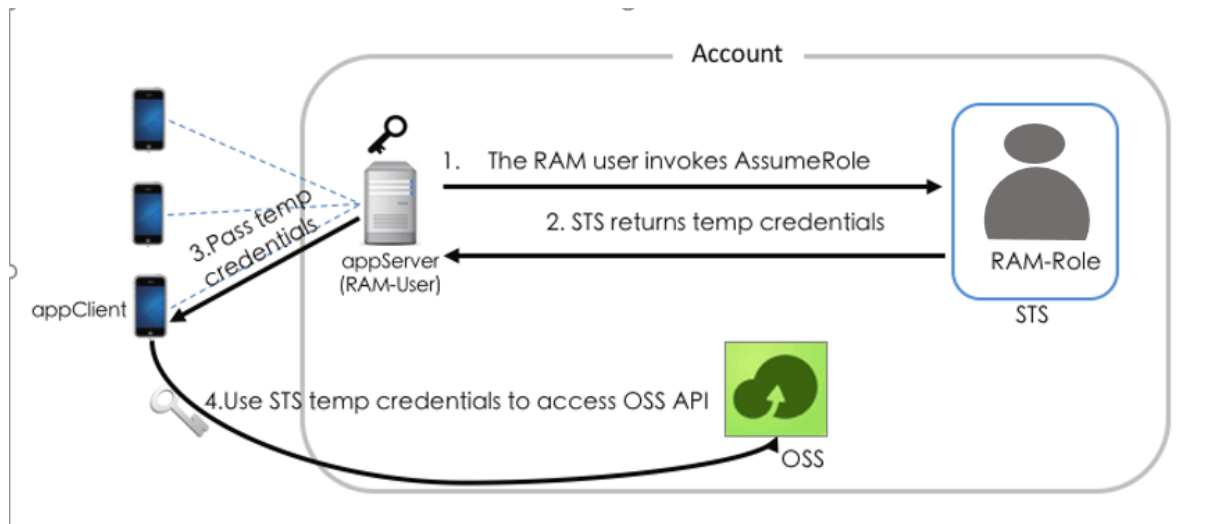 Account
1. The RAM user invokes AssumeRole
2. STS returns temp credentials
3.Pass temp
credentials
appServer
(RAM-User)
RAM-Role
STS
appClient
4.Use STS temp credentials to access OSS API
OSS